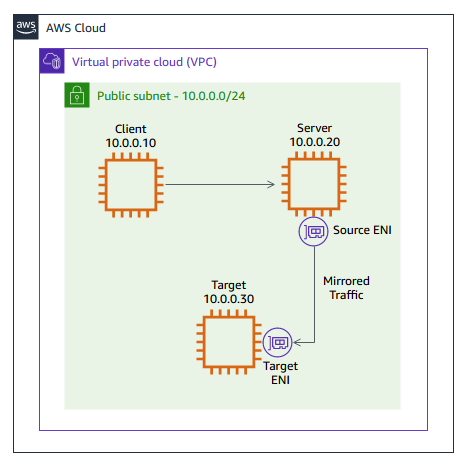 aws
AWS Cloud
Virtual private cloud (VPC)
Public subnet - 10.0.0.0/24
Client
10.0.0.10
Server
10.0.0.20
Source ENI
Mirrored
Traffic
Target
10.0.0.30
Target
ENI